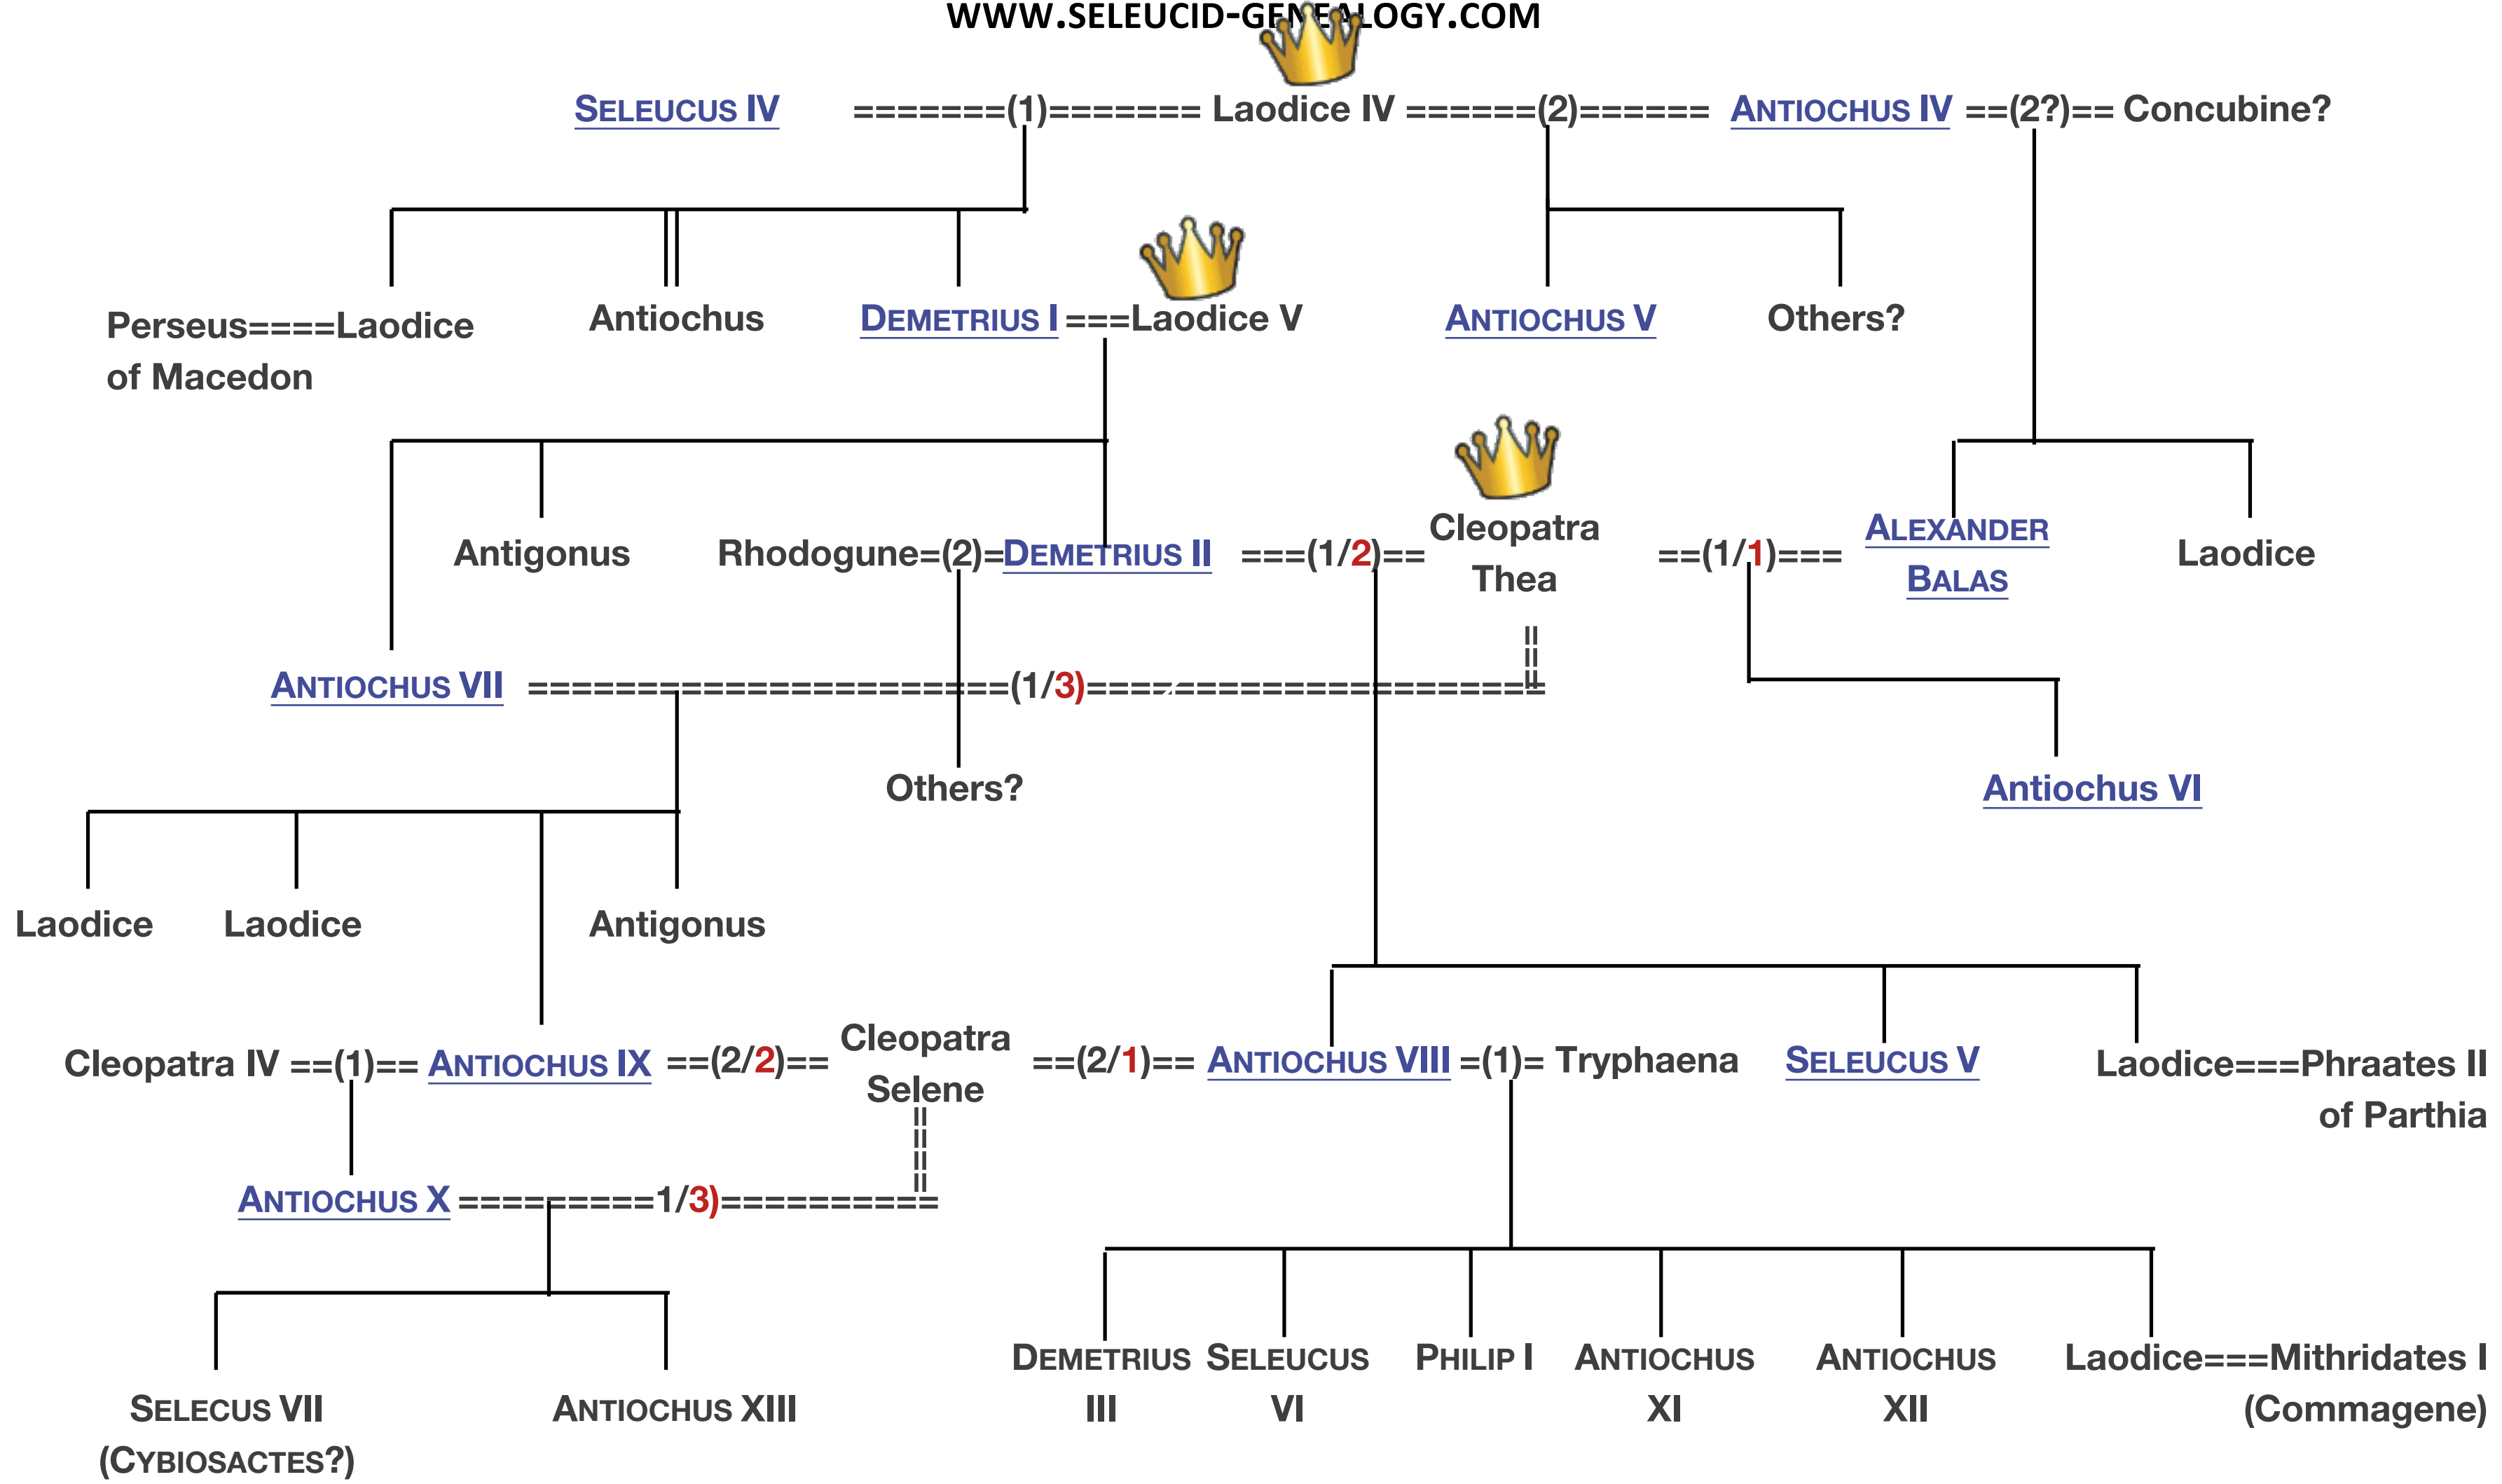 WWW.SELEUCID-GENEALOGY.COM
SELEUCUS IV =======(1)======= Laodice IV ======(2)====== ANTIOCHUS IV ==(2?)== Concubine?
Perseus====Laodice
of Macedon
Antiochus
DEMETRIUS I ===Laodice V
ANTIOCHUS V
Others?
Antigonus
Rhodogune=(2)=DEMETRIUS II ===(1/2)==
Cleopatra
Thea
==(1/1)===
ALEXANDER
BALAS
Laodice
ANTIOCHUS VII ======================(1/3)=====================
Others?
Antiochus VI
Laodice
Laodice
Antigonus
Cleopatra IV ==(1)== ANTIOCHUS IX ==(2/2)==
Cleopatra
Selene
==(2/1)== ANTIOCHUS VIII =(1)= Tryphaena
SELEUCUS V
Laodice===Phraates II
of Parthia
ANTIOCHUS X =========1/3)==========
SELECUS VII
(CYBIOSACTES?)
ANTIOCHUS XIII
DEMETRIUS
III
SELEUCUS
VI
PHILIP I
ANTIOCHUS
XI
ANTIOCHUS
XII
Laodice===Mithridates I
(Commagene)